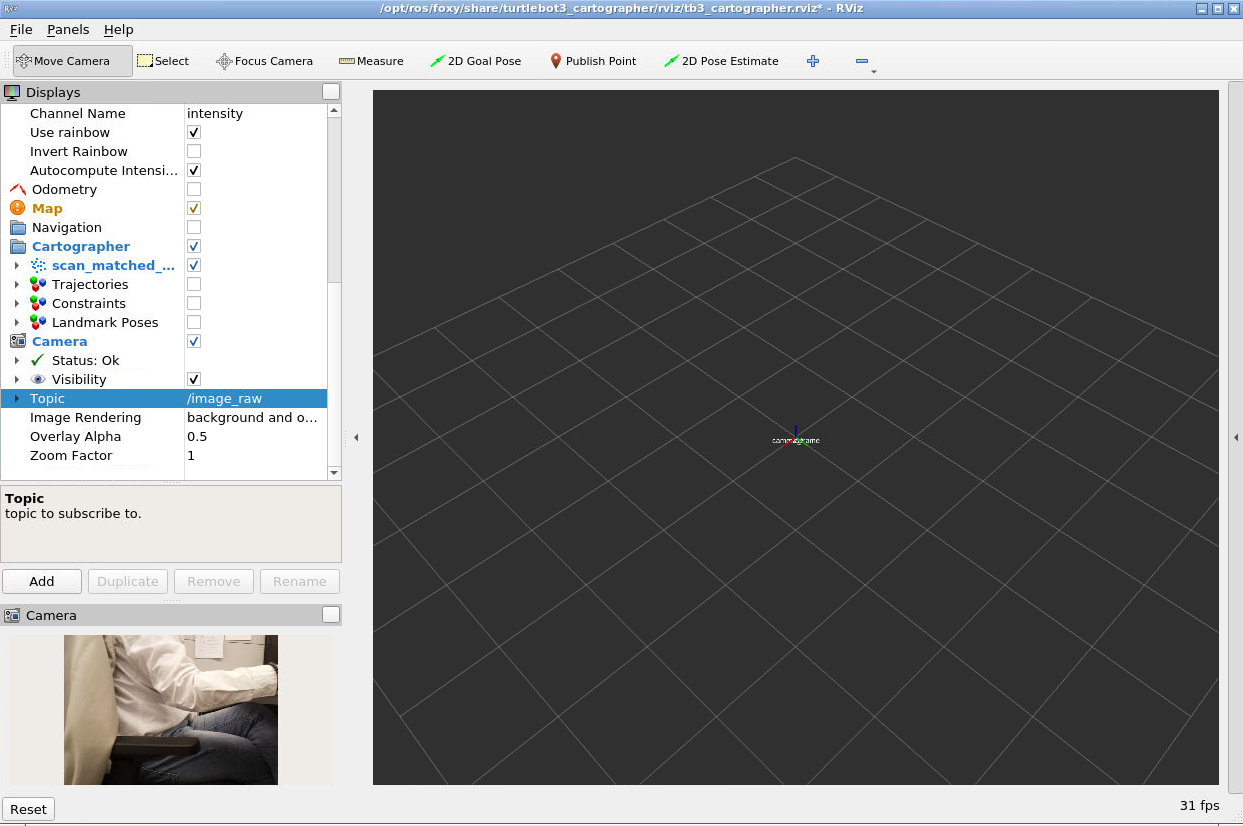 /opt/ros/foxy/share/turtlebot3_cartographer/rviz/tb3_cartographer.rviz* - RViz
File Panels Help
Move Camera Select Focus Camera Measure 2D Goal Pose Publish Point 2D Pose Estimate
Displays
Channel Name intensity
Use rainbow
Invert Rainbow
Autocompute Intensi...
Odometry
Map
Navigation
Cartographer
scan_matched_...
Trajectories
Constraints
Landmark Poses
Camera
Status: Ok
Visibility
Topic /image_raw
Image Rendering background and o...
Overlay Alpha 0.5
Zoom Factor 1
Topic
topic to subscribe to.
Add Duplicate Remove Rename
Camera
Reset
31 fps